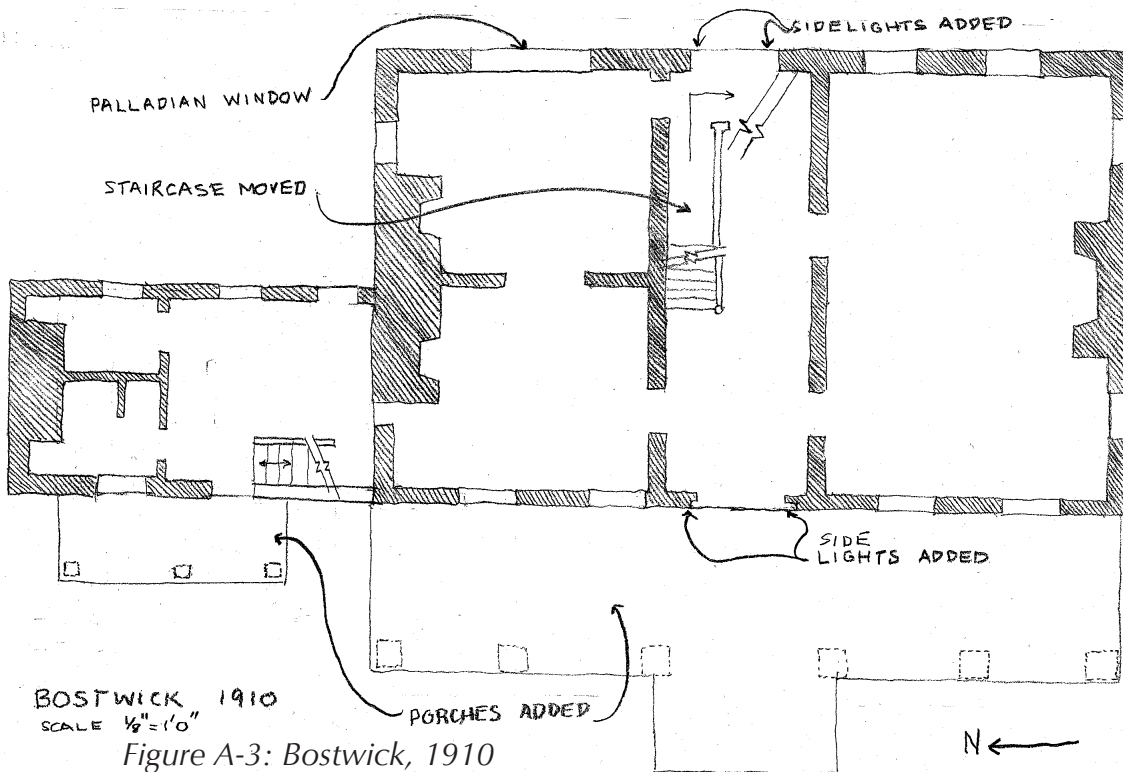 SIDELIGHTS ADDED
PALLADIAN WINDOW
STAIRCASE MOVED
SIDE
LIGHTS ADDED
BOSTWICK 1910
SCALE 1/8"=1'0"
PORCHES ADDED
N
Figure A-3: Bostwick, 1910